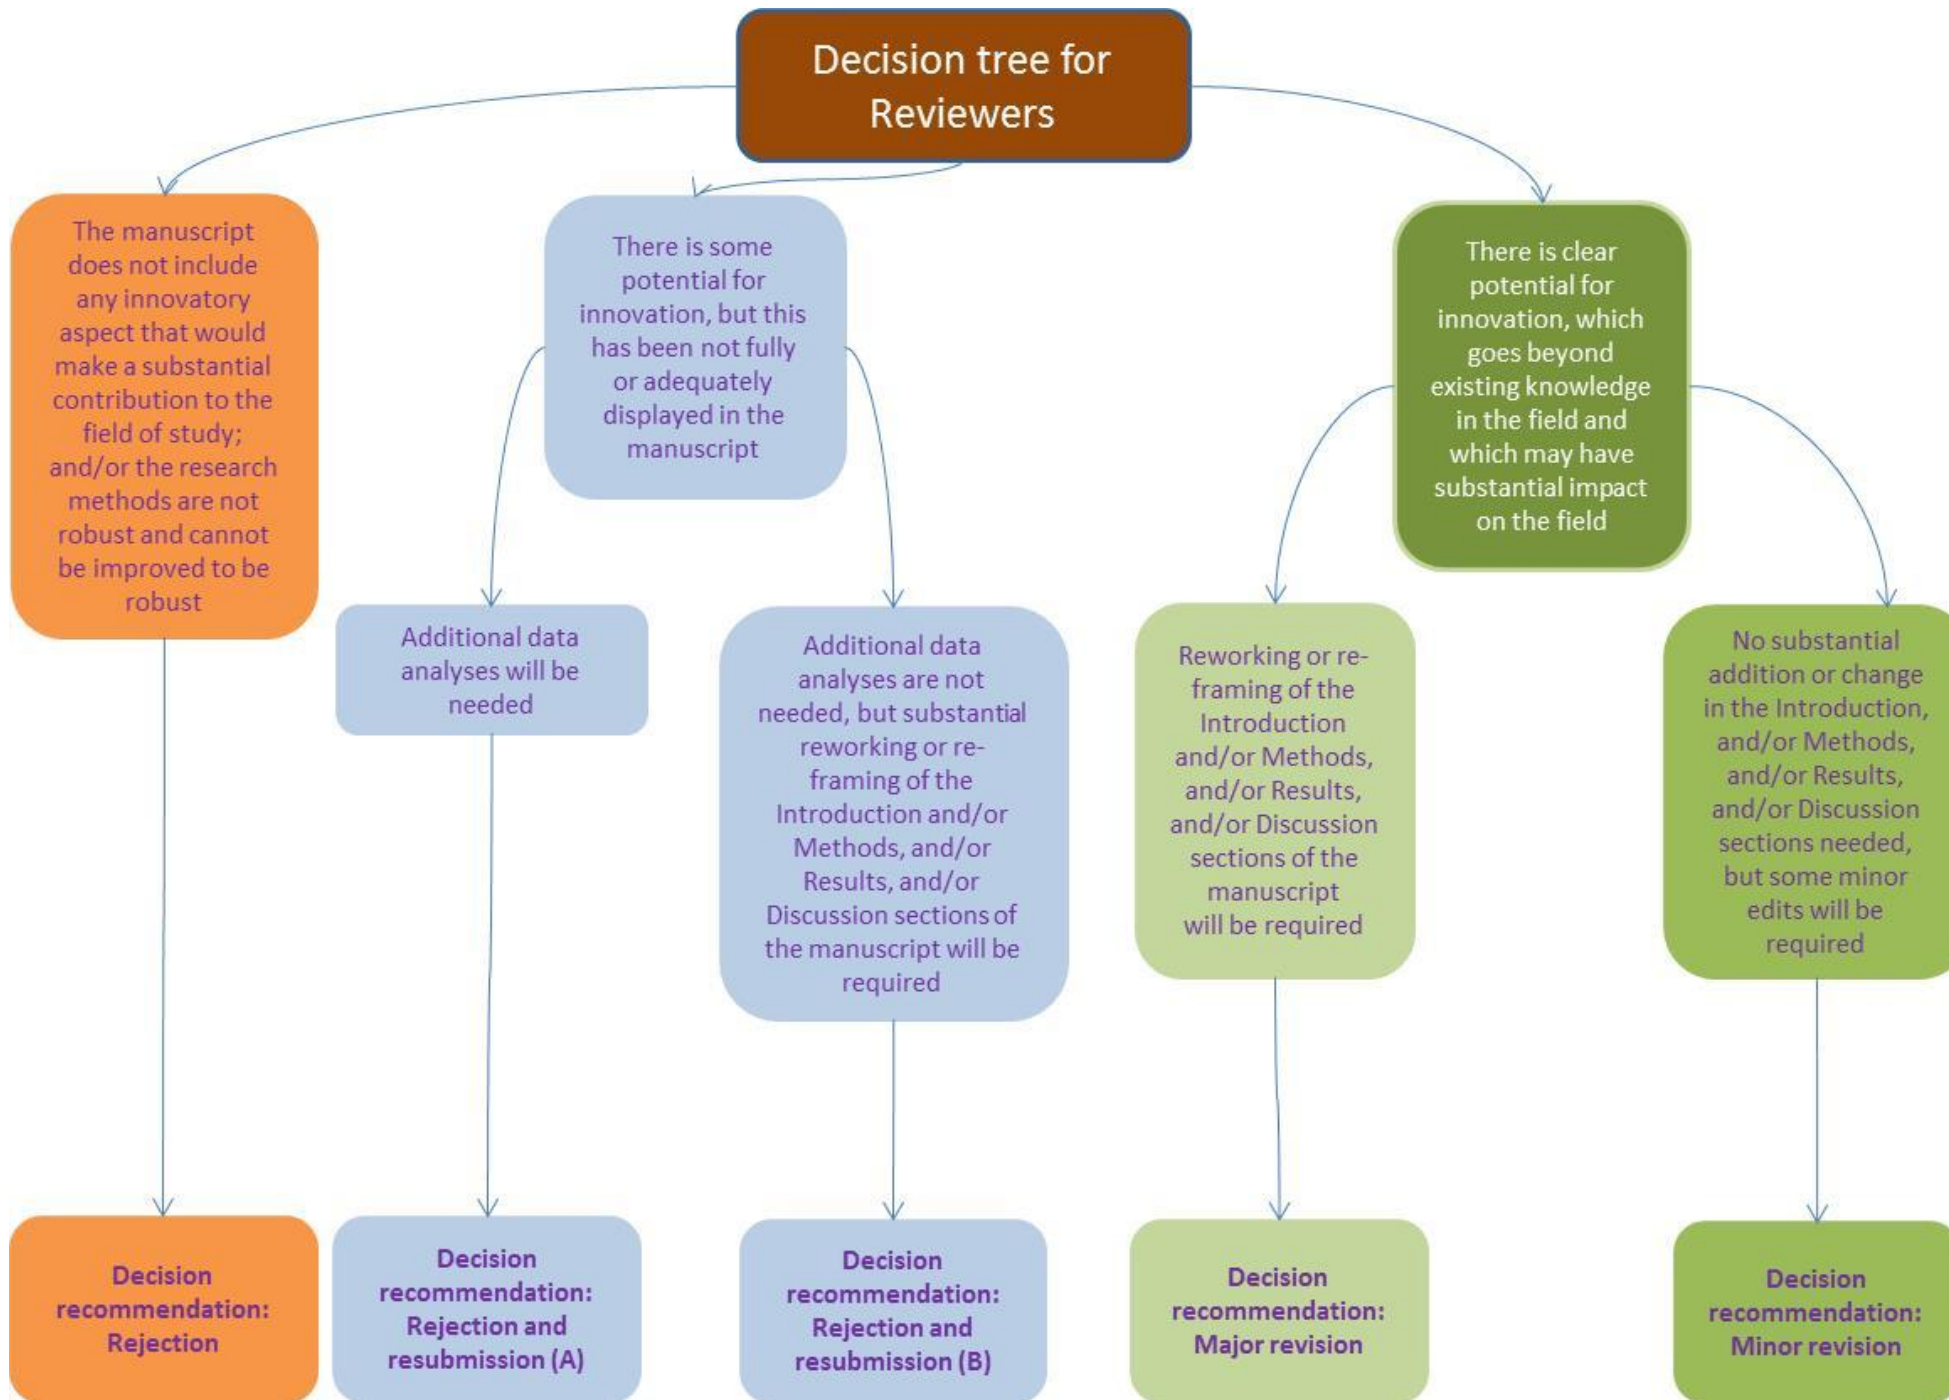 Decision tree for
Reviewers
The manuscript
does not include
any innovatory
aspect that would
make a substantial
contribution to the
field of study;
and/or the research
methods are not
robust and cannot
be improved to be
robust
There is some
potential for
innovation, but this
has been not fully
or adequately
displayed in the
manuscript
There is clear
potential for
innovation, which
goes beyond
existing knowledge
in the field and
which may have
substantial impact
on the field
Additional data
analyses will be
needed
Additional data
analyses are not
needed, but substantial
reworking or re-
framing of the
Introduction and/or
Methods, and/or
Results, and/or
Discussion sections of
the manuscript will be
required
Reworking or re-
framing of the
Introduction
and/or Methods,
and/or Results,
and/or Discussion
sections of the
manuscript
will be required
No substantial
addition or change
in the Introduction,
and/or Methods,
and/or Results,
and/or Discussion
sections needed,
but some minor
edits will be
required
Decision
recommendation:
Rejection
Decision
recommendation:
Rejection and
resubmission (A)
Decision
recommendation:
Rejection and
resubmission (B)
Decision
recommendation:
Major revision
Decision
recommendation:
Minor revision